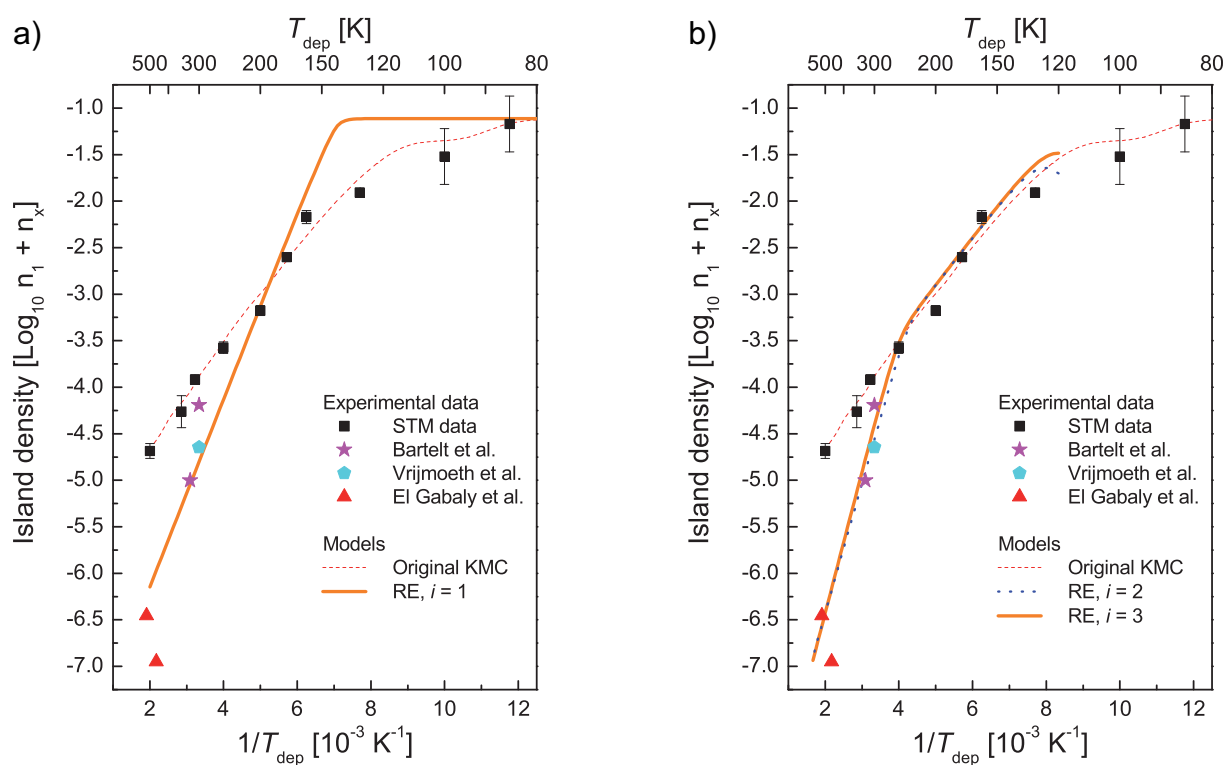 a)
T_dep [K]
500 300 200 150 120 100 80
-1.0
-1.5
-2.0
-2.5
-3.0
-3.5
-4.0
-4.5
-5.0
-5.5
-6.0
-6.5
-7.0
Island density [Log₁₀ n₁ + nₓ]
Experimental data
STM data
Bartelt et al.
Vrijmoeth et al.
El Gabaly et al.
Models
Original KMC
RE, i = 1
2 4 6 8 10 12
1/T_dep [10⁻³ K⁻¹]
b)
T_dep [K]
500 300 200 150 120 100 80
-1.0
-1.5
-2.0
-2.5
-3.0
-3.5
-4.0
-4.5
-5.0
-5.5
-6.0
-6.5
-7.0
Island density [Log₁₀ n₁ + nₓ]
Experimental data
STM data
Bartelt et al.
Vrijmoeth et al.
El Gabaly et al.
Models
Original KMC
RE, i = 2
RE, i = 3
2 4 6 8 10 12
1/T_dep [10⁻³ K⁻¹]